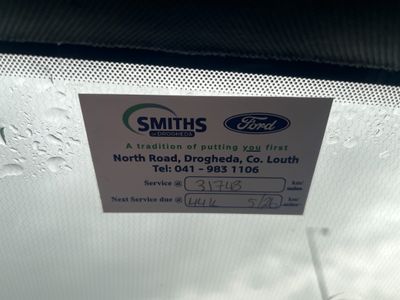 SMITHS
of DROGHEDA
Ford
A tradition of putting you first
North Road, Drogheda, Co. Louth
Tel: 041 - 983 1106
Service @ 31743 km/ miles
Next Service due @ 44k 5/26 km/ miles